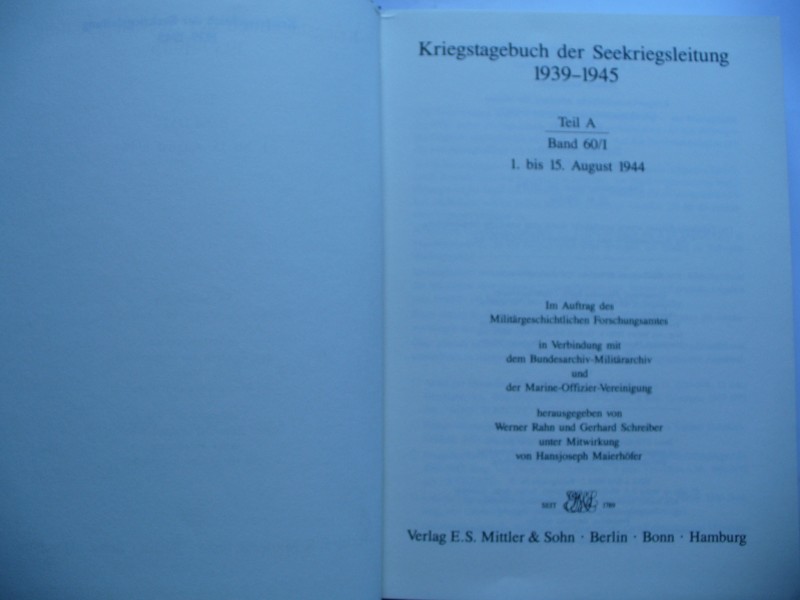 Kriegstagebuch der Seekriegsleitung
1939–1945
Teil A
Band 60/I
1. bis 15. August 1944
Im Auftrag des
Militärgeschichtlichen Forschungsamtes
in Verbindung mit
dem Bundesarchiv-Militärarchiv
und
der Marine-Offizier-Vereinigung
herausgegeben von
Werner Rahn und Gerhard Schreiber
unter Mitwirkung
von Hansjoseph Maierhöfer
SEIT 1789
Verlag E.S. Mittler & Sohn · Berlin · Bonn · Hamburg